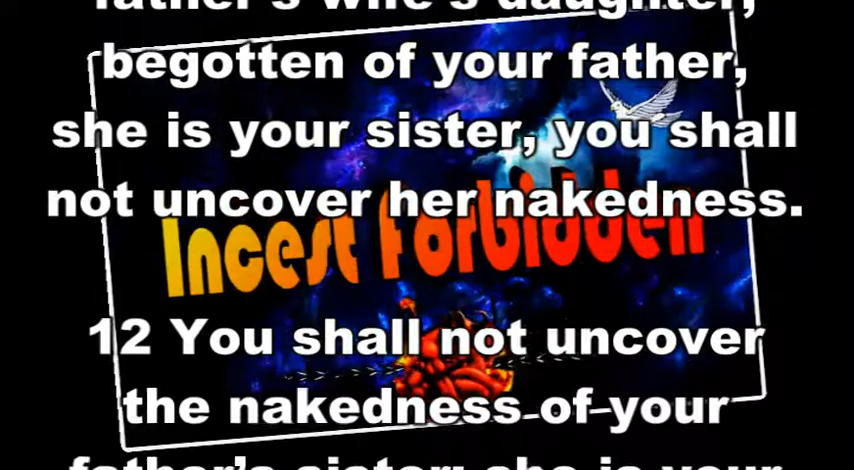 father's wife's daughter,
begotten of your father,
she is your sister, you shall
not uncover her nakedness.
Incest Forbidden
12 You shall not uncover
the nakedness of your
father's sister: she is your